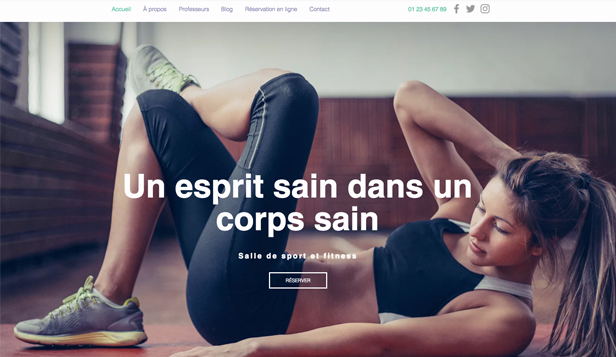 Accueil À propos Professeurs Blog Réservation en ligne Contact 01 23 45 67 89
Un esprit sain dans un
corps sain
Salle de sport et fitness
RÉSERVER